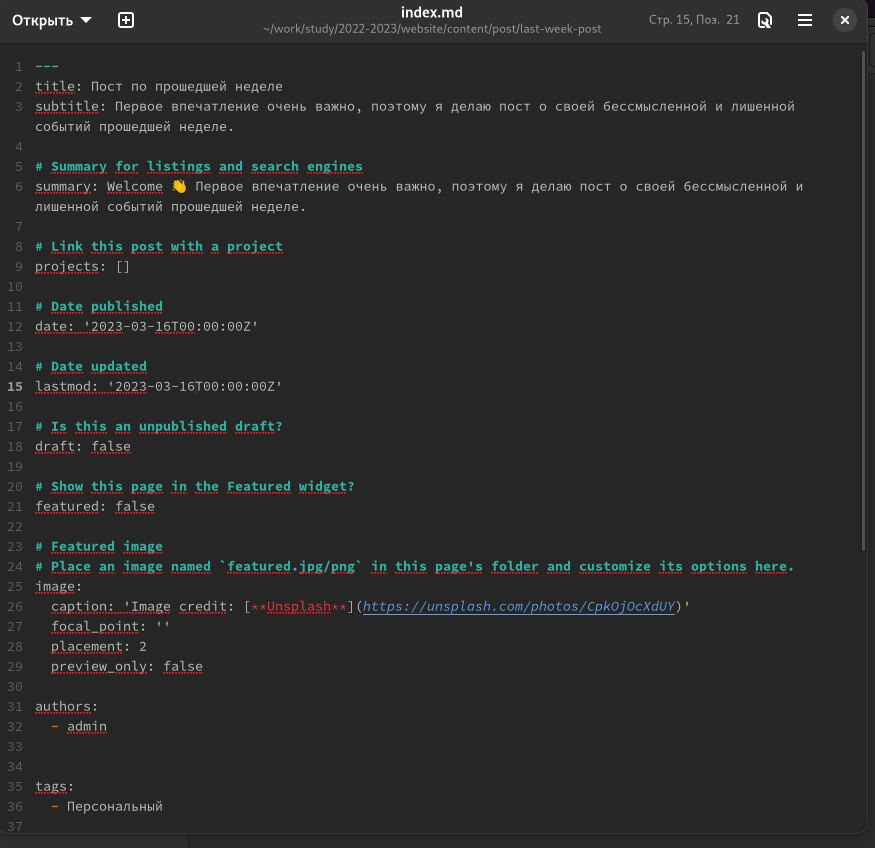 Открыть
index.md
~/work/study/2022-2023/website/content/post/last-week-post
Стр. 15, Поз. 21
1 ---
2 title: Пост по прошедшей неделе
3 subtitle: Первое впечатление очень важно, поэтому я делаю пост о своей бессмысленной и лишенной
событий прошедшей неделе.
4
5 # Summary for listings and search engines
6 summary: Welcome 👋 Первое впечатление очень важно, поэтому я делаю пост о своей бессмысленной и
лишенной событий прошедшей неделе.
7
8 # Link this post with a project
9 projects: []
10
11 # Date published
12 date: '2023-03-16T00:00:00Z'
13
14 # Date updated
15 lastmod: '2023-03-16T00:00:00Z'
16
17 # Is this an unpublished draft?
18 draft: false
19
20 # Show this page in the Featured widget?
21 featured: false
22
23 # Featured image
24 # Place an image named `featured.jpg/png` in this page's folder and customize its options here.
25 image:
26   caption: 'Image credit: [**Unsplash**](https://unsplash.com/photos/CpkOjOcXdUY)'
27   focal_point: ''
28   placement: 2
29   preview_only: false
30
31 authors:
32   - admin
33
34
35 tags:
36   - Персональный
37